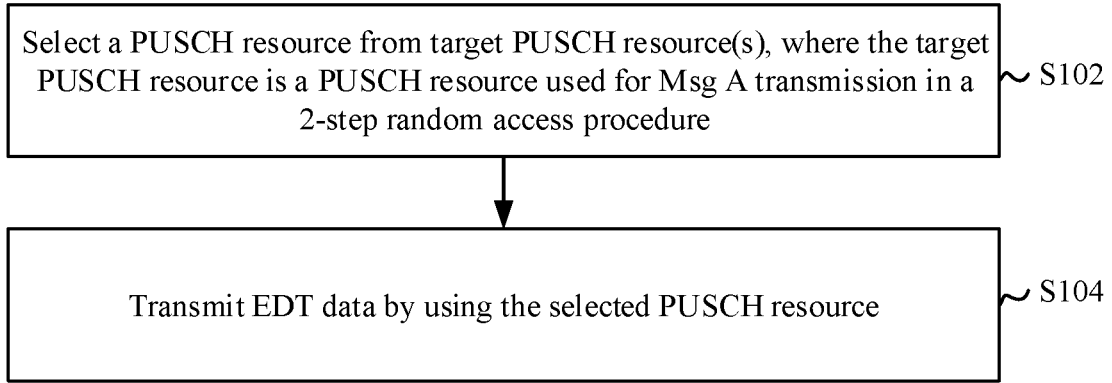 Select a PUSCH resource from target PUSCH resource(s), where the target
PUSCH resource is a PUSCH resource used for Msg A transmission in a
2-step random access procedure
S102
Transmit EDT data by using the selected PUSCH resource
S104